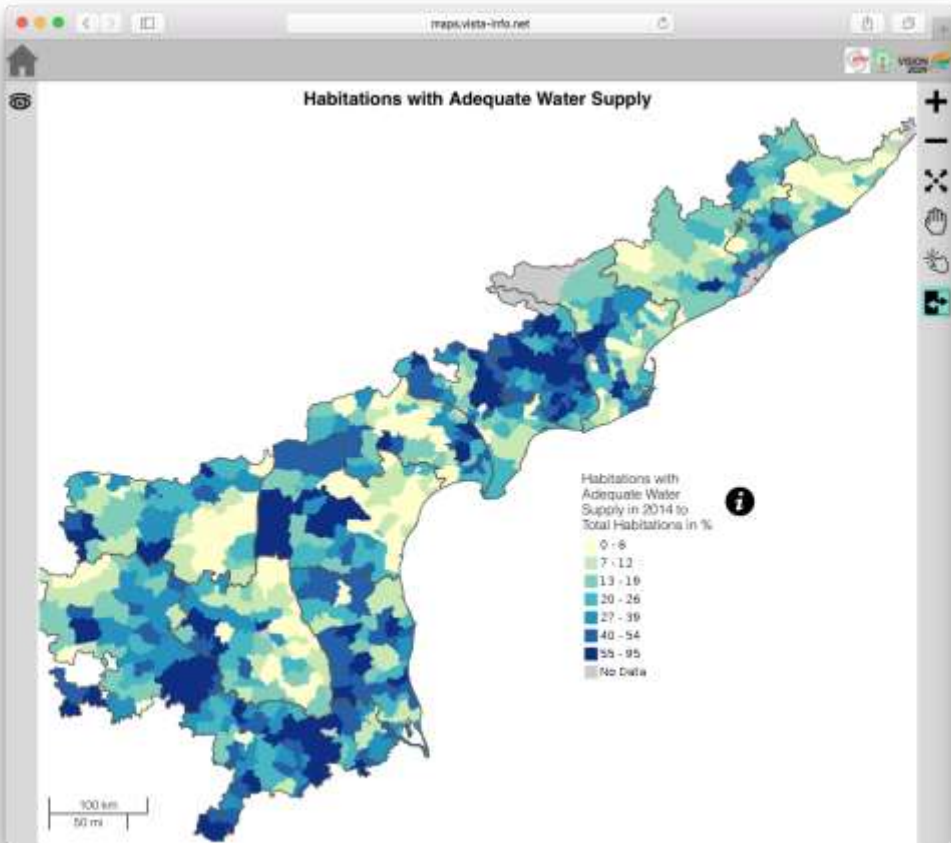 maps.vista-info.net
VISION
2029
Habitations with Adequate Water Supply
Habitations with
Adequate Water
Supply in 2014 to
Total Habitations in %
0 - 6
7 - 12
13 - 19
20 - 26
27 - 39
40 - 54
55 - 95
No Data
100 km
50 mi